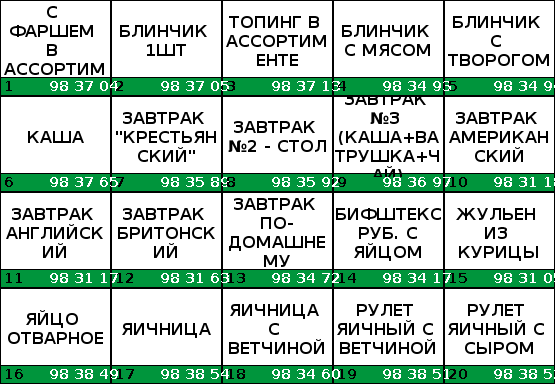 С
ФАРШЕМ
В
АССОРТИМ
1 98 37 04
БЛИНЧИК
1ШТ
2 98 37 05
ТОПИНГ В
АССОРТИМ
ЕНТЕ
3 98 37 13
БЛИНЧИК
С МЯСОМ
4 98 34 93
БЛИНЧИК
С
ТВОРОГОМ
5 98 34 94
КАША
6 98 37 65
ЗАВТРАК
"КРЕСТЬЯН
СКИЙ"
7 98 35 89
ЗАВТРАК
№2 - СТОЛ
8 98 35 92
ЗАВТРАК
№3
(КАША+ВА
ТРУШКА+Ч
АЙ)
9 98 36 97
ЗАВТРАК
АМЕРИКАН
СКИЙ
10 98 31 18
ЗАВТРАК
АНГЛИЙСК
ИЙ
11 98 31 17
ЗАВТРАК
БРИТОНСК
ИЙ
12 98 31 63
ЗАВТРАК
ПО-
ДОМАШНЕ
МУ
13 98 34 72
БИФШТЕКС
РУБ. С
ЯЙЦОМ
14 98 34 17
ЖУЛЬЕН
ИЗ
КУРИЦЫ
15 98 31 05
ЯЙЦО
ОТВАРНОЕ
16 98 38 49
ЯИЧНИЦА
17 98 38 54
ЯИЧНИЦА
С
ВЕТЧИНОЙ
18 98 34 60
РУЛЕТ
ЯИЧНЫЙ С
ВЕТЧИНОЙ
19 98 38 51
РУЛЕТ
ЯИЧНЫЙ С
СЫРОМ
20 98 38 5